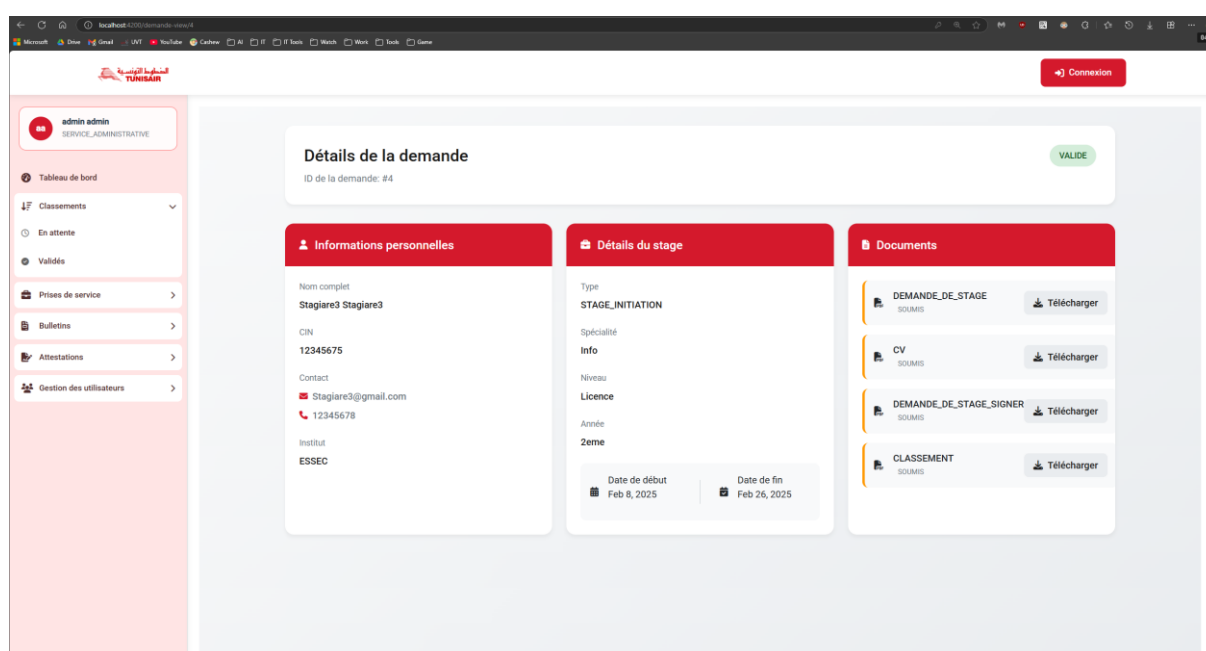 localhost:4200/demande-view/4
Microsoft Drive Gmail UVT YouTube Cashew AI IT IT Tools Watch Work Tools Game
الخطوط التونسية
TUNISAIR
Connexion
admin admin
SERVICE_ADMINISTRATIVE
Tableau de bord
Classements
En attente
Validés
Prises de service
Bulletins
Attestations
Gestion des utilisateurs
Détails de la demande
VALIDE
ID de la demande: #4
Informations personnelles
Nom complet
Stagiare3 Stagiare3
CIN
12345675
Contact
Stagiare3@gmail.com
12345678
Institut
ESSEC
Détails du stage
Type
STAGE_INITIATION
Spécialité
Info
Niveau
Licence
Année
2eme
Date de début
Feb 8, 2025
Date de fin
Feb 26, 2025
Documents
DEMANDE_DE_STAGE
SOUMIS
Télécharger
CV
SOUMIS
Télécharger
DEMANDE_DE_STAGE_SIGNER
SOUMIS
Télécharger
CLASSEMENT
SOUMIS
Télécharger